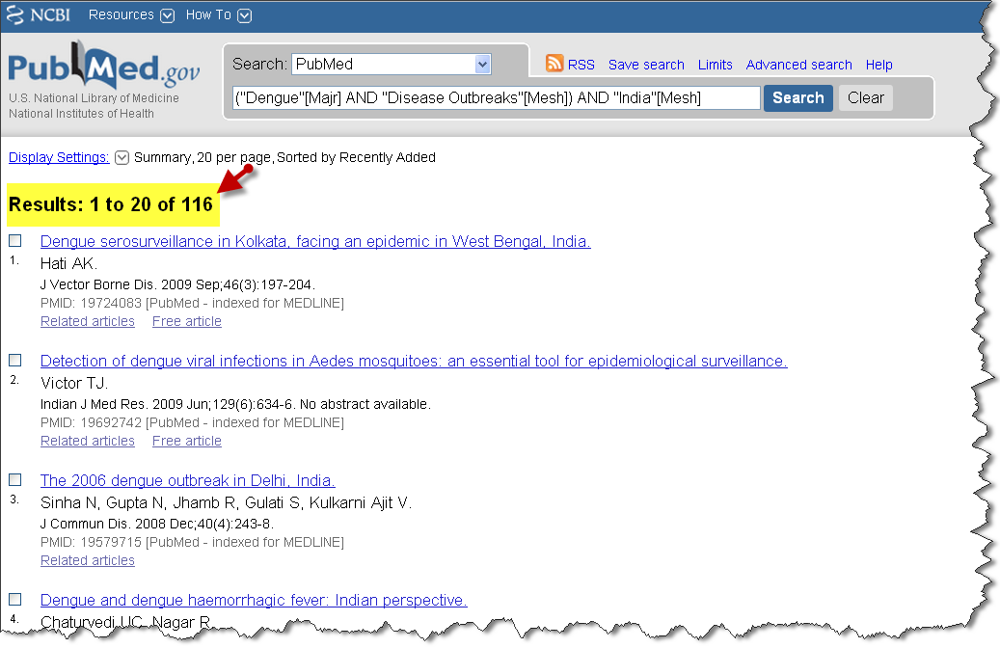 NCBI Resources How To
PubMed.gov
U.S. National Library of Medicine
National Institutes of Health
Search: PubMed
RSS Save search Limits Advanced search Help
("Dengue"[Majr] AND "Disease Outbreaks"[Mesh]) AND "India"[Mesh]
Search Clear
Display Settings: Summary, 20 per page, Sorted by Recently Added
Results: 1 to 20 of 116
Dengue serosurveillance in Kolkata, facing an epidemic in West Bengal, India.
1. Hati AK.
J Vector Borne Dis. 2009 Sep;46(3):197-204.
PMID: 19724083 [PubMed - indexed for MEDLINE]
Related articles Free article
Detection of dengue viral infections in Aedes mosquitoes: an essential tool for epidemiological surveillance.
2. Victor TJ.
Indian J Med Res. 2009 Jun;129(6):634-6. No abstract available.
PMID: 19692742 [PubMed - indexed for MEDLINE]
Related articles Free article
The 2006 dengue outbreak in Delhi, India.
3. Sinha N, Gupta N, Jhamb R, Gulati S, Kulkarni Ajit V.
J Commun Dis. 2008 Dec;40(4):243-8.
PMID: 19579715 [PubMed - indexed for MEDLINE]
Related articles
Dengue and dengue haemorrhagic fever: Indian perspective.
4. Chaturvedi UC, Nagar R.